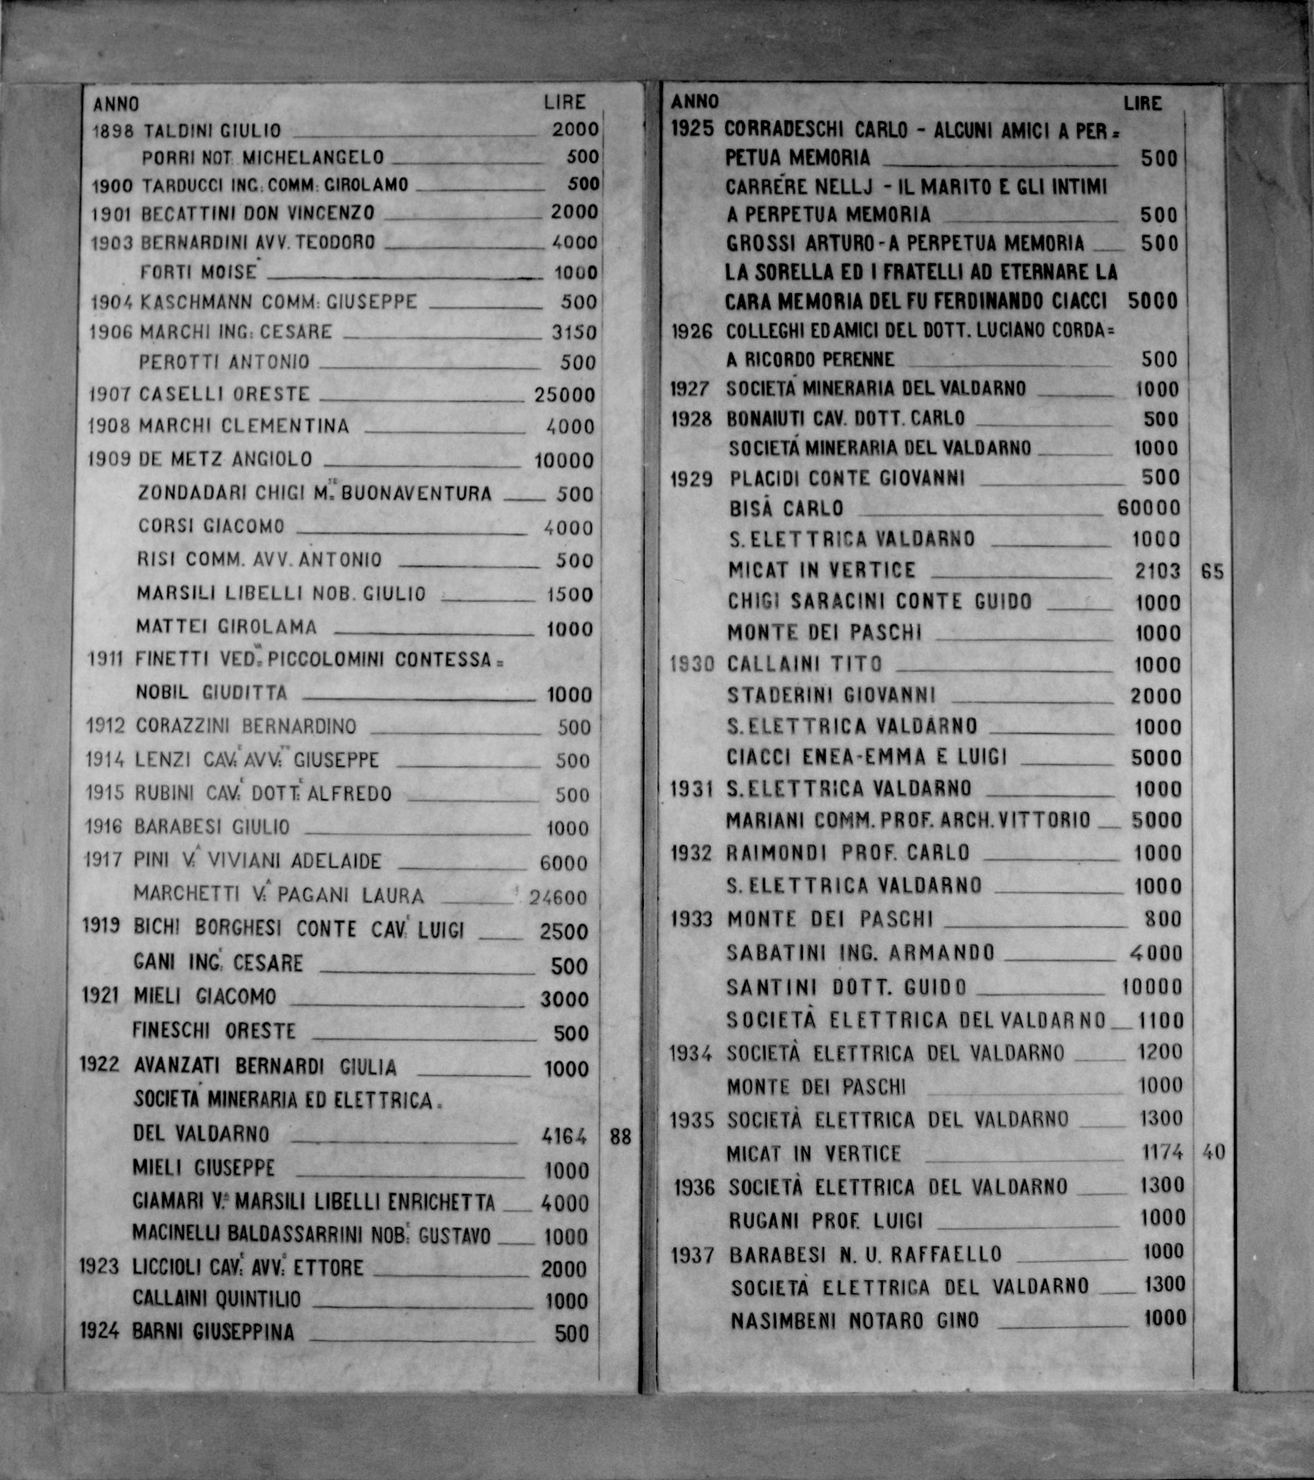 ANNO LIRE
1898 TALDINI GIULIO 2000
PORRI NOT. MICHELANGELO 500
1900 TARDUCCI ING: COMM: GIROLAMO 500
1901 BECATTINI DON VINCENZO 2000
1903 BERNARDINI AVV. TEODORO 4000
FORTI MOISE' 1000
1904 KASCHMANN COMM: GIUSEPPE 500
1906 MARCHI ING: CESARE 3150
PEROTTI ANTONIO 500
1907 CASELLI ORESTE 25000
1908 MARCHI CLEMENTINA 4000
1909 DE METZ ANGIOLO 10000
ZONDADARI CHIGI M.SE BUONAVENTURA 500
CORSI GIACOMO 4000
RISI COMM. AVV. ANTONIO 500
MARSILI LIBELLI NOB. GIULIO 1500
MATTEI GIROLAMA 1000
1911 FINETTI VED.VA PICCOLOMINI CONTESSA=
NOBIL GIUDITTA 1000
1912 CORAZZINI BERNARDINO 500
1914 LENZI CAV.E AVV.TO GIUSEPPE 500
1915 RUBINI CAV.E DOTT.E ALFREDO 500
1916 BARABESI GIULIO 1000
1917 PINI V.A VIVIANI ADELAIDE 6000
MARCHETTI V.A PAGANI LAURA 24600
1919 BICHI BORGHESI CONTE CAV.E LUIGI 2500
GANI ING.E CESARE 500
1921 MIELI GIACOMO 3000
FINESCHI ORESTE 500
1922 AVANZATI BERNARDI GIULIA 1000
SOCIETÀ MINERARIA ED ELETTRICA
DEL VALDARNO 4164 88
MIELI GIUSEPPE 1000
GIAMARI V.A MARSILI LIBELLI ENRICHETTA 4000
MACINELLI BALDASSARRINI NOB.E GUSTAVO 1000
1923 LICCIOLI CAV.E AVV.E ETTORE 2000
CALLAINI QUINTILIO 1000
1924 BARNI GIUSEPPINA 500
ANNO LIRE
1925 CORRADESCHI CARLO - ALCUNI AMICI A PER=
PETUA MEMORIA 500
CARRÉRE NELLJ - IL MARITO E GLI INTIMI
A PERPETUA MEMORIA 500
GROSSI ARTURO - A PERPETUA MEMORIA 500
LA SORELLA ED I FRATELLI AD ETERNARE LA
CARA MEMORIA DEL FU FERDINANDO CIACCI 5000
1926 COLLEGHI ED AMICI DEL DOTT. LUCIANO CORDA=
A RICORDO PERENNE 500
1927 SOCIETÀ MINERARIA DEL VALDARNO 1000
1928 BONAIUTI CAV. DOTT. CARLO 500
SOCIETÁ MINERARIA DEL VALDARNO 1000
1929 PLACIDI CONTE GIOVANNI 500
BISÀ CARLO 60000
S. ELETTRICA VALDARNO 1000
MICAT IN VERTICE 2103 65
CHIGI SARACINI CONTE GUIDO 1000
MONTE DEI PASCHI 1000
1930 CALLAINI TITO 1000
STADERINI GIOVANNI 2000
S. ELETTRICA VALDARNO 1000
CIACCI ENEA-EMMA E LUIGI 5000
1931 S. ELETTRICA VALDARNO 1000
MARIANI COMM. PROF. ARCH. VITTORIO 5000
1932 RAIMONDI PROF. CARLO 1000
S. ELETTRICA VALDARNO 1000
1933 MONTE DEI PASCHI 800
SABATINI ING. ARMANDO 4000
SANTINI DOTT. GUIDO 10000
SOCIETÀ ELETTRICA DEL VALDARNO 1100
1934 SOCIETÀ ELETTRICA DEL VALDARNO 1200
MONTE DEI PASCHI 1000
1935 SOCIETÀ ELETTRICA DEL VALDARNO 1300
MICAT IN VERTICE 1174 40
1936 SOCIETÀ ELETTRICA DEL VALDARNO 1300
RUGANI PROF. LUIGI 1000
1937 BARABESI N. U. RAFFAELLO 1000
SOCIETÀ ELETTRICA DEL VALDARNO 1300
NASIMBENI NOTARO GINO 1000